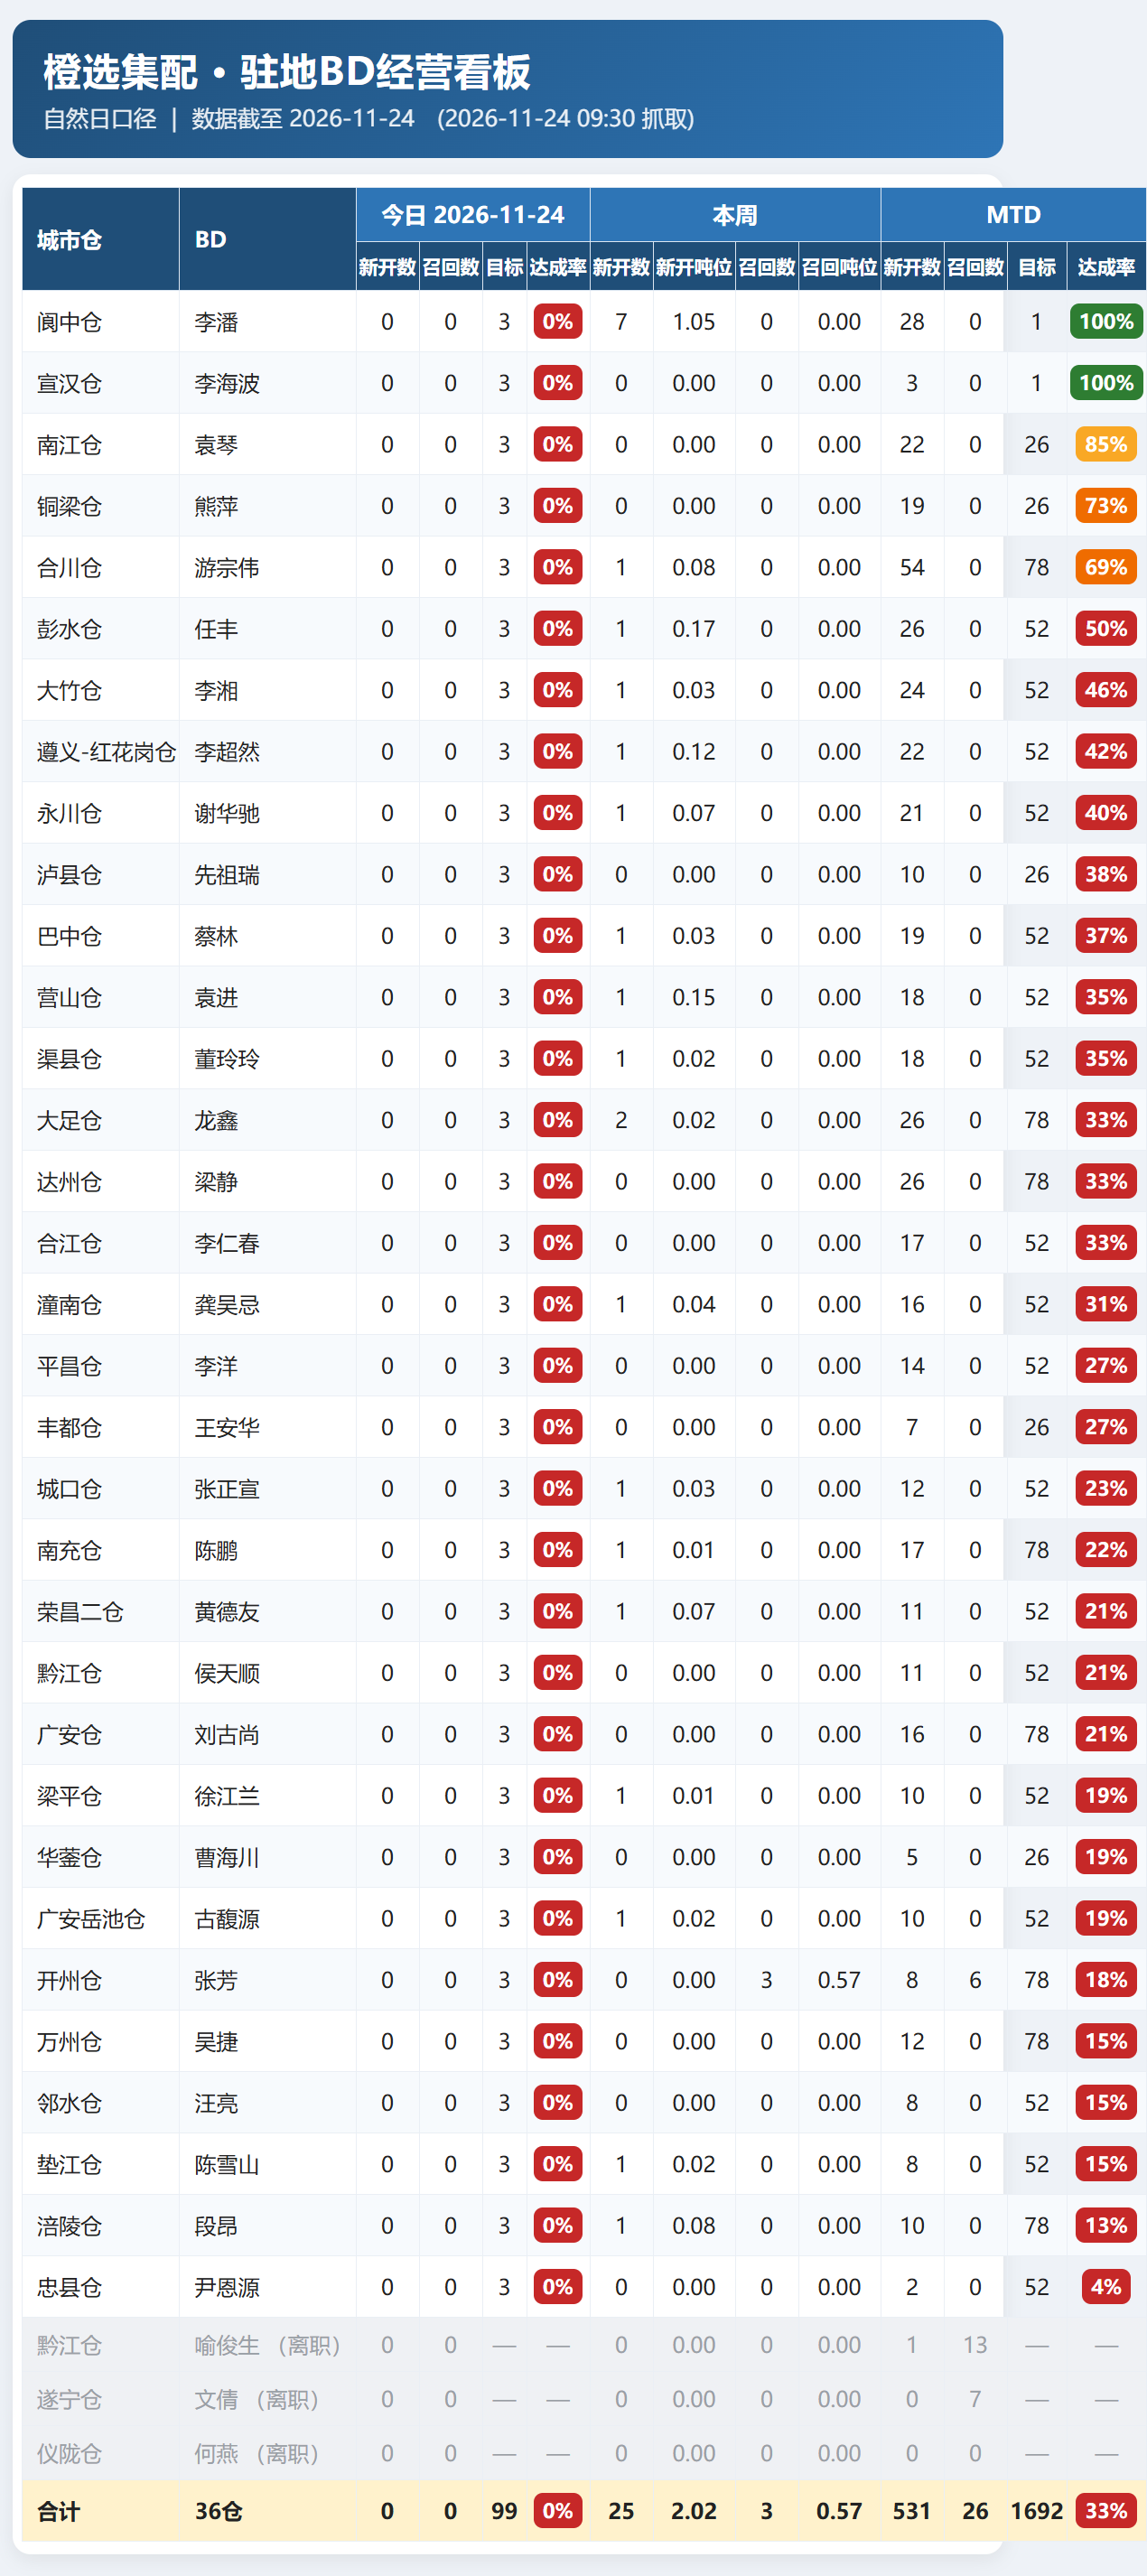 橙选集配 • 驻地BD经营看板
自然日口径 | 数据截至 2026-11-24 (2026-11-24 09:30 抓取)
城市仓 BD 今日 2026-11-24 本周 MTD
新开数 召回数 目标 达成率 新开数 新开吨位 召回数 召回吨位 新开数 召回数 目标 达成率
阆中仓 李潘 0 0 3 0% 7 1.05 0 0.00 28 0 1 100%
宣汉仓 李海波 0 0 3 0% 0 0.00 0 0.00 3 0 1 100%
南江仓 袁琴 0 0 3 0% 0 0.00 0 0.00 22 0 26 85%
铜梁仓 熊萍 0 0 3 0% 0 0.00 0 0.00 19 0 26 73%
合川仓 游宗伟 0 0 3 0% 1 0.08 0 0.00 54 0 78 69%
彭水仓 任丰 0 0 3 0% 1 0.17 0 0.00 26 0 52 50%
大竹仓 李湘 0 0 3 0% 1 0.03 0 0.00 24 0 52 46%
遵义-红花岗仓 李超然 0 0 3 0% 1 0.12 0 0.00 22 0 52 42%
永川仓 谢华驰 0 0 3 0% 1 0.07 0 0.00 21 0 52 40%
泸县仓 先祖瑞 0 0 3 0% 0 0.00 0 0.00 10 0 26 38%
巴中仓 蔡林 0 0 3 0% 1 0.03 0 0.00 19 0 52 37%
营山仓 袁进 0 0 3 0% 1 0.15 0 0.00 18 0 52 35%
渠县仓 董玲玲 0 0 3 0% 1 0.02 0 0.00 18 0 52 35%
大足仓 龙鑫 0 0 3 0% 2 0.02 0 0.00 26 0 78 33%
达州仓 梁静 0 0 3 0% 0 0.00 0 0.00 26 0 78 33%
合江仓 李仁春 0 0 3 0% 0 0.00 0 0.00 17 0 52 33%
潼南仓 龚吴忌 0 0 3 0% 1 0.04 0 0.00 16 0 52 31%
平昌仓 李洋 0 0 3 0% 0 0.00 0 0.00 14 0 52 27%
丰都仓 王安华 0 0 3 0% 0 0.00 0 0.00 7 0 26 27%
城口仓 张正宣 0 0 3 0% 1 0.03 0 0.00 12 0 52 23%
南充仓 陈鹏 0 0 3 0% 1 0.01 0 0.00 17 0 78 22%
荣昌二仓 黄德友 0 0 3 0% 1 0.07 0 0.00 11 0 52 21%
黔江仓 侯天顺 0 0 3 0% 0 0.00 0 0.00 11 0 52 21%
广安仓 刘古尚 0 0 3 0% 0 0.00 0 0.00 16 0 78 21%
梁平仓 徐江兰 0 0 3 0% 1 0.01 0 0.00 10 0 52 19%
华蓥仓 曹海川 0 0 3 0% 0 0.00 0 0.00 5 0 26 19%
广安岳池仓 古馥源 0 0 3 0% 1 0.02 0 0.00 10 0 52 19%
开州仓 张芳 0 0 3 0% 0 0.00 3 0.57 8 6 78 18%
万州仓 吴捷 0 0 3 0% 0 0.00 0 0.00 12 0 78 15%
邻水仓 汪亮 0 0 3 0% 0 0.00 0 0.00 8 0 52 15%
垫江仓 陈雪山 0 0 3 0% 1 0.02 0 0.00 8 0 52 15%
涪陵仓 段昂 0 0 3 0% 1 0.08 0 0.00 10 0 78 13%
忠县仓 尹恩源 0 0 3 0% 0 0.00 0 0.00 2 0 52 4%
黔江仓 喻俊生 （离职） 0 0 — — 0 0.00 0 0.00 1 13 — —
遂宁仓 文倩 （离职） 0 0 — — 0 0.00 0 0.00 0 7 — —
仪陇仓 何燕 （离职） 0 0 — — 0 0.00 0 0.00 0 0 — —
合计 36仓 0 0 99 0% 25 2.02 3 0.57 531 26 1692 33%